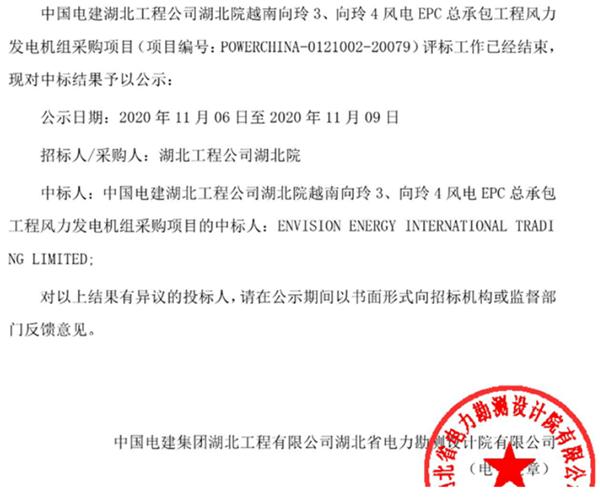 中国电建湖北工程公司湖北院越南向玲 3、向玲 4 风电 EPC 总承包工程风力
发电机组采购项目（项目编号：POWERCHINA-0121002-20079）评标工作已经结束，
现对中标结果予以公示：
公示日期：2020 年 11 月 06 日至 2020 年 11 月 09 日
招标人/采购人：湖北工程公司湖北院
中标人：中国电建湖北工程公司湖北院越南向玲 3、向玲 4 风电 EPC 总承包
工程风力发电机组采购项目的中标人：ENVISION ENERGY INTERNATIONAL TRADI
NG LIMITED;
对以上结果有异议的投标人，请在公示期间以书面形式向招标机构或监督部
门反馈意见。
中国电建集团湖北工程有限公司湖北省电力勘测设计院有限公司
（电 章）
北省电力勘测设计院有限公